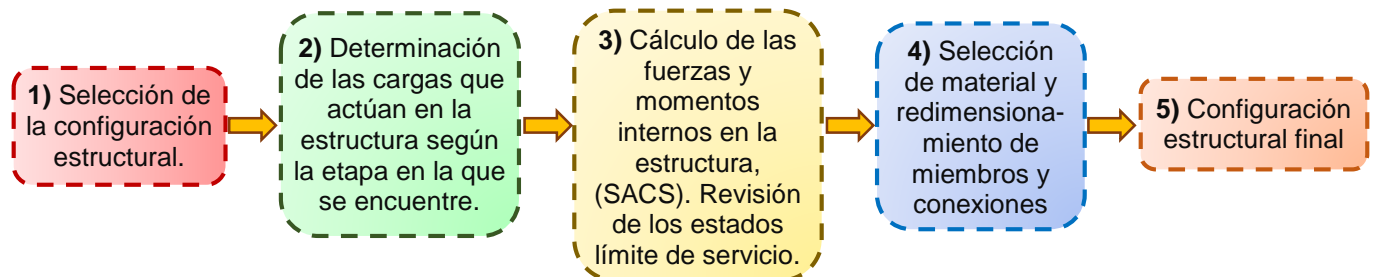 1) Selección de
la configuración
estructural.
2) Determinación
de las cargas que
actúan en la
estructura según
la etapa en la que
se encuentre.
3) Cálculo de las
fuerzas y
momentos
internos en la
estructura,
(SACS). Revisión
de los estados
límite de servicio.
4) Selección
de material y
redimensiona-
miento de
miembros y
conexiones
5) Configuración
estructural final